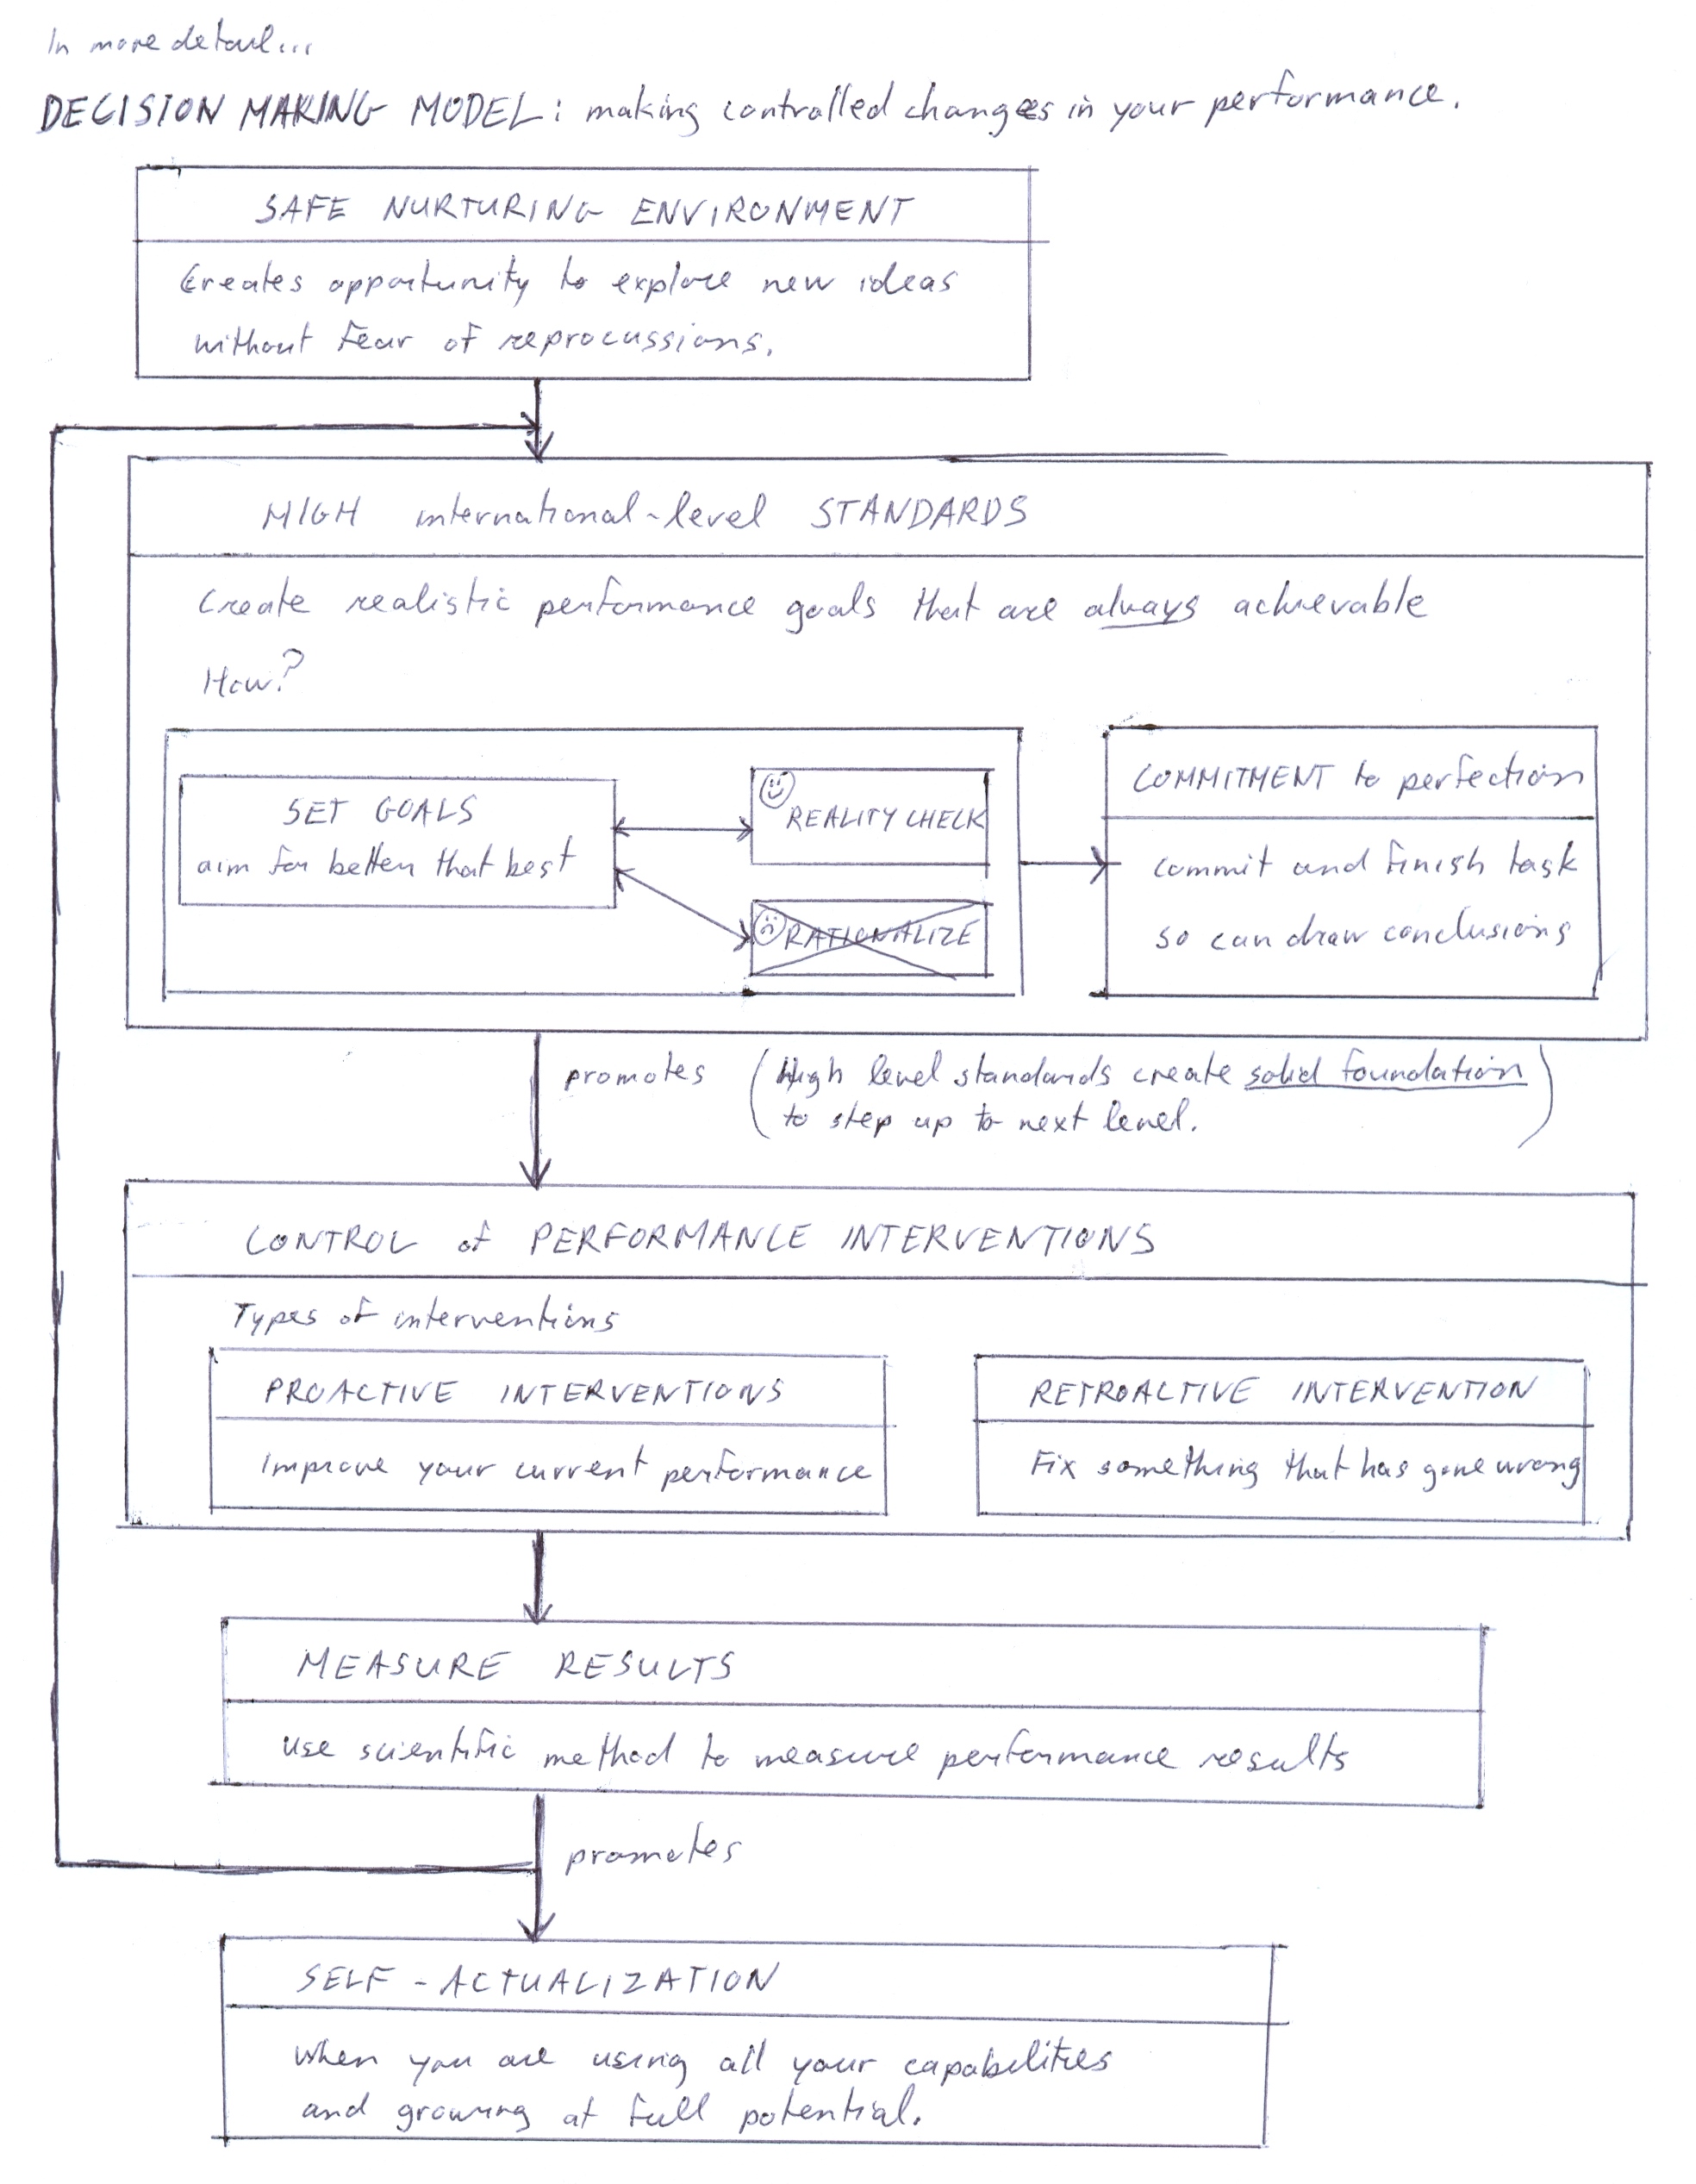 In more detail...
DECISION MAKING MODEL: making controlled changes in your performance.
SAFE NURTURING ENVIRONMENT
Creates opportunity to explore new ideas
without fear of reprocussions.
HIGH international-level STANDARDS
Create realistic performance goals that are always achievable
How?
SET GOALS
aim for better that best
REALITY CHECK
RATIONALIZE
COMMITMENT to perfection
commit and finish task
so can draw conclusions
promotes
(High level standards create solid foundation
to step up to next level.)
CONTROL of PERFORMANCE INTERVENTIONS
Types of interventions
PROACTIVE INTERVENTIONS
Improve your current performance
RETROACTIVE INTERVENTION
Fix something that has gone wrong
MEASURE RESULTS
use scientific method to measure performance results
promotes
SELF-ACTUALIZATION
when you are using all your capabilities
and growing at full potential.